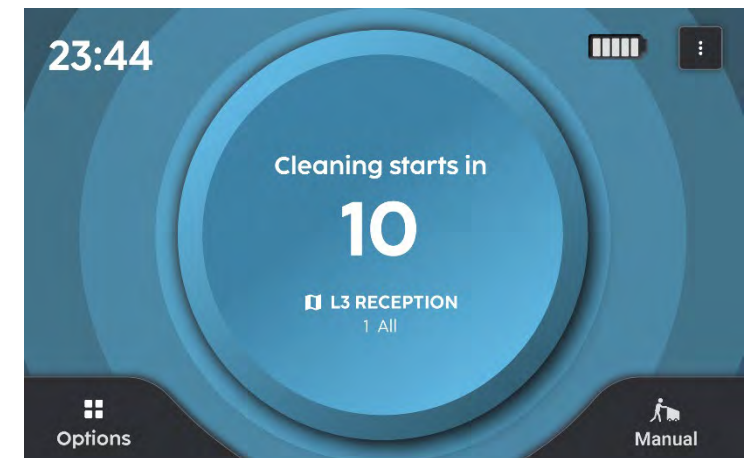 23:44
Cleaning starts in
10
L3 RECEPTION
1 All
Options
Manual